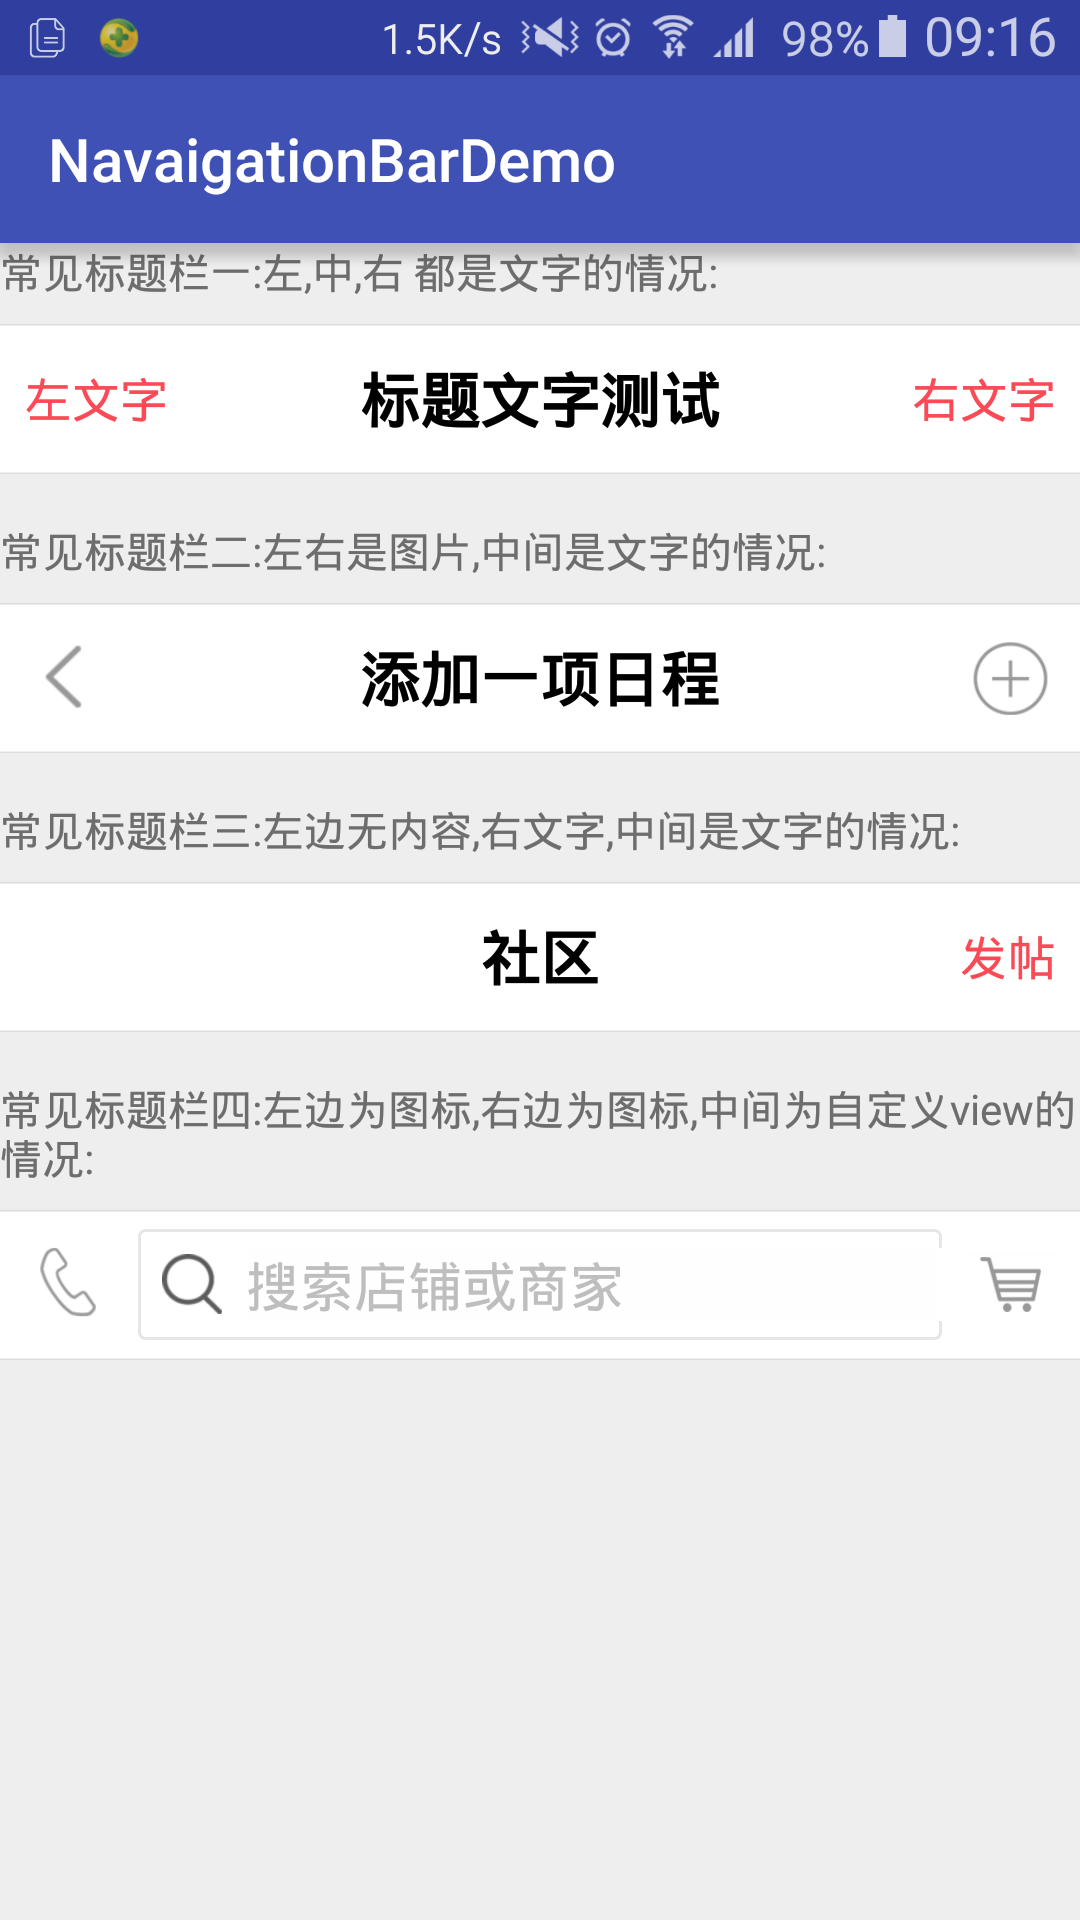 1.5K/s 98% 09:16
NavaigationBarDemo
常见标题栏一:左,中,右 都是文字的情况:
左文字 标题文字测试 右文字
常见标题栏二:左右是图片,中间是文字的情况:
添加一项日程
常见标题栏三:左边无内容,右文字,中间是文字的情况:
社区 发帖
常见标题栏四:左边为图标,右边为图标,中间为自定义view的
情况:
搜索店铺或商家